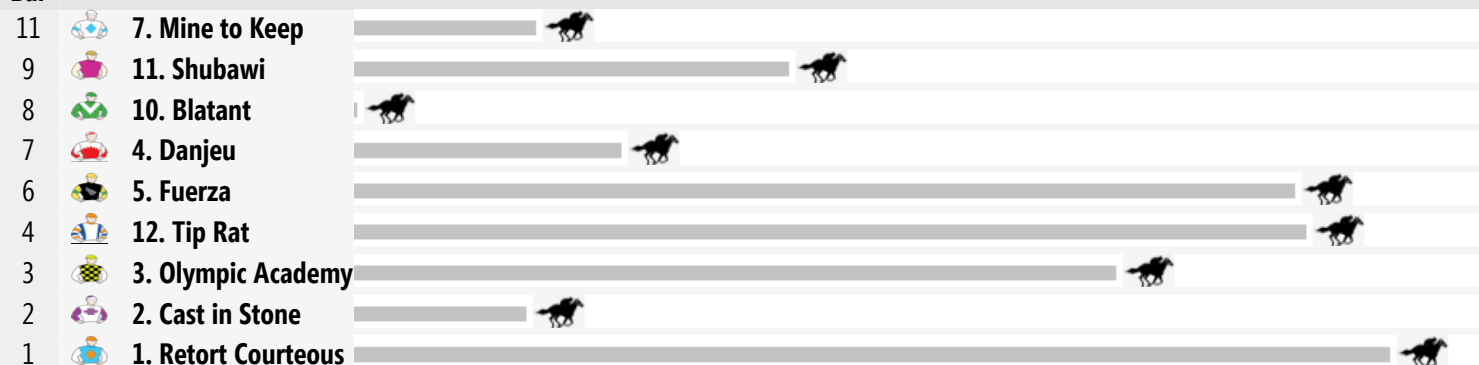 11 7. Mine to Keep
9 11. Shubawi
8 10. Blatant
7 4. Danjeu
6 5. Fuerza
4 12. Tip Rat
3 3. Olympic Academy
2 2. Cast in Stone
1 1. Retort Courteous